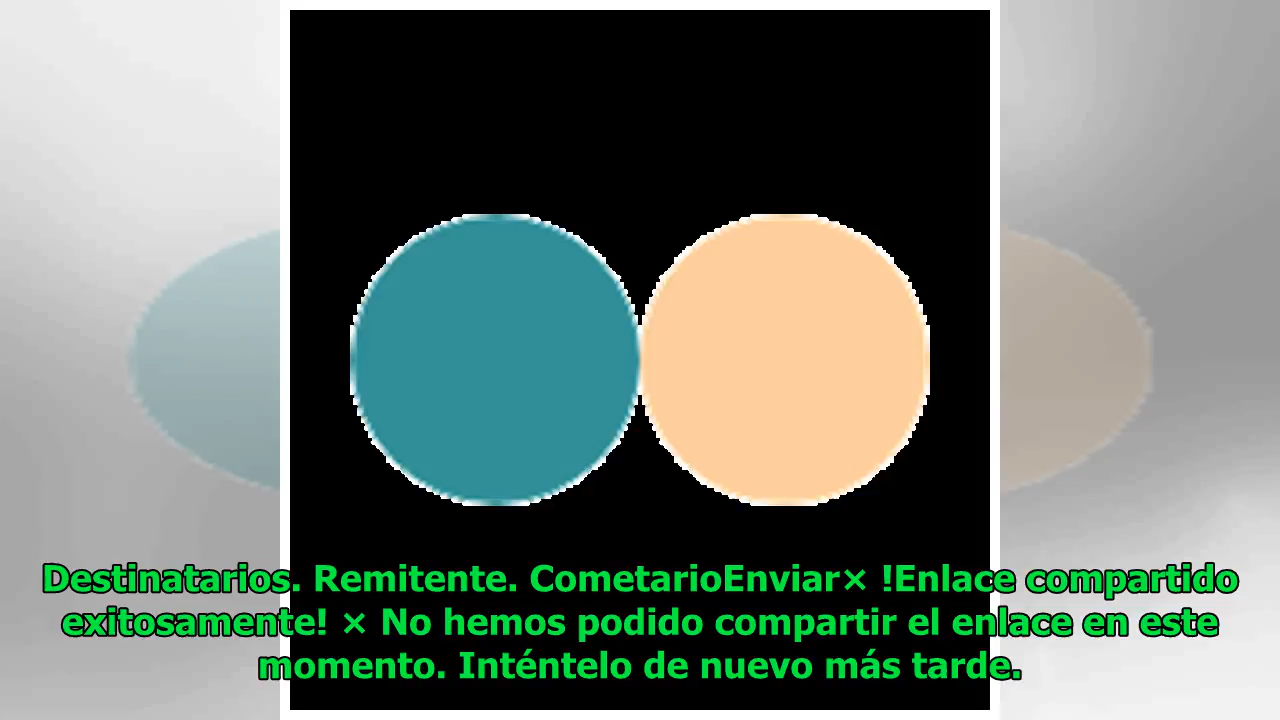 Destinatarios. Remitente. CometarioEnviar× !Enlace compartido
exitosamente! × No hemos podido compartir el enlace en este
momento. Inténtelo de nuevo más tarde.